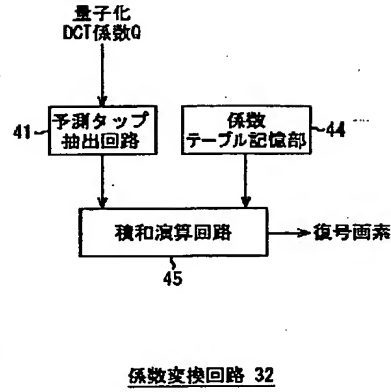 量子化
DCT係数Q
41
予測タップ
抽出回路
係数
テーブル記憶部
44
積和演算回路
復号画素
45
係数変換回路 32